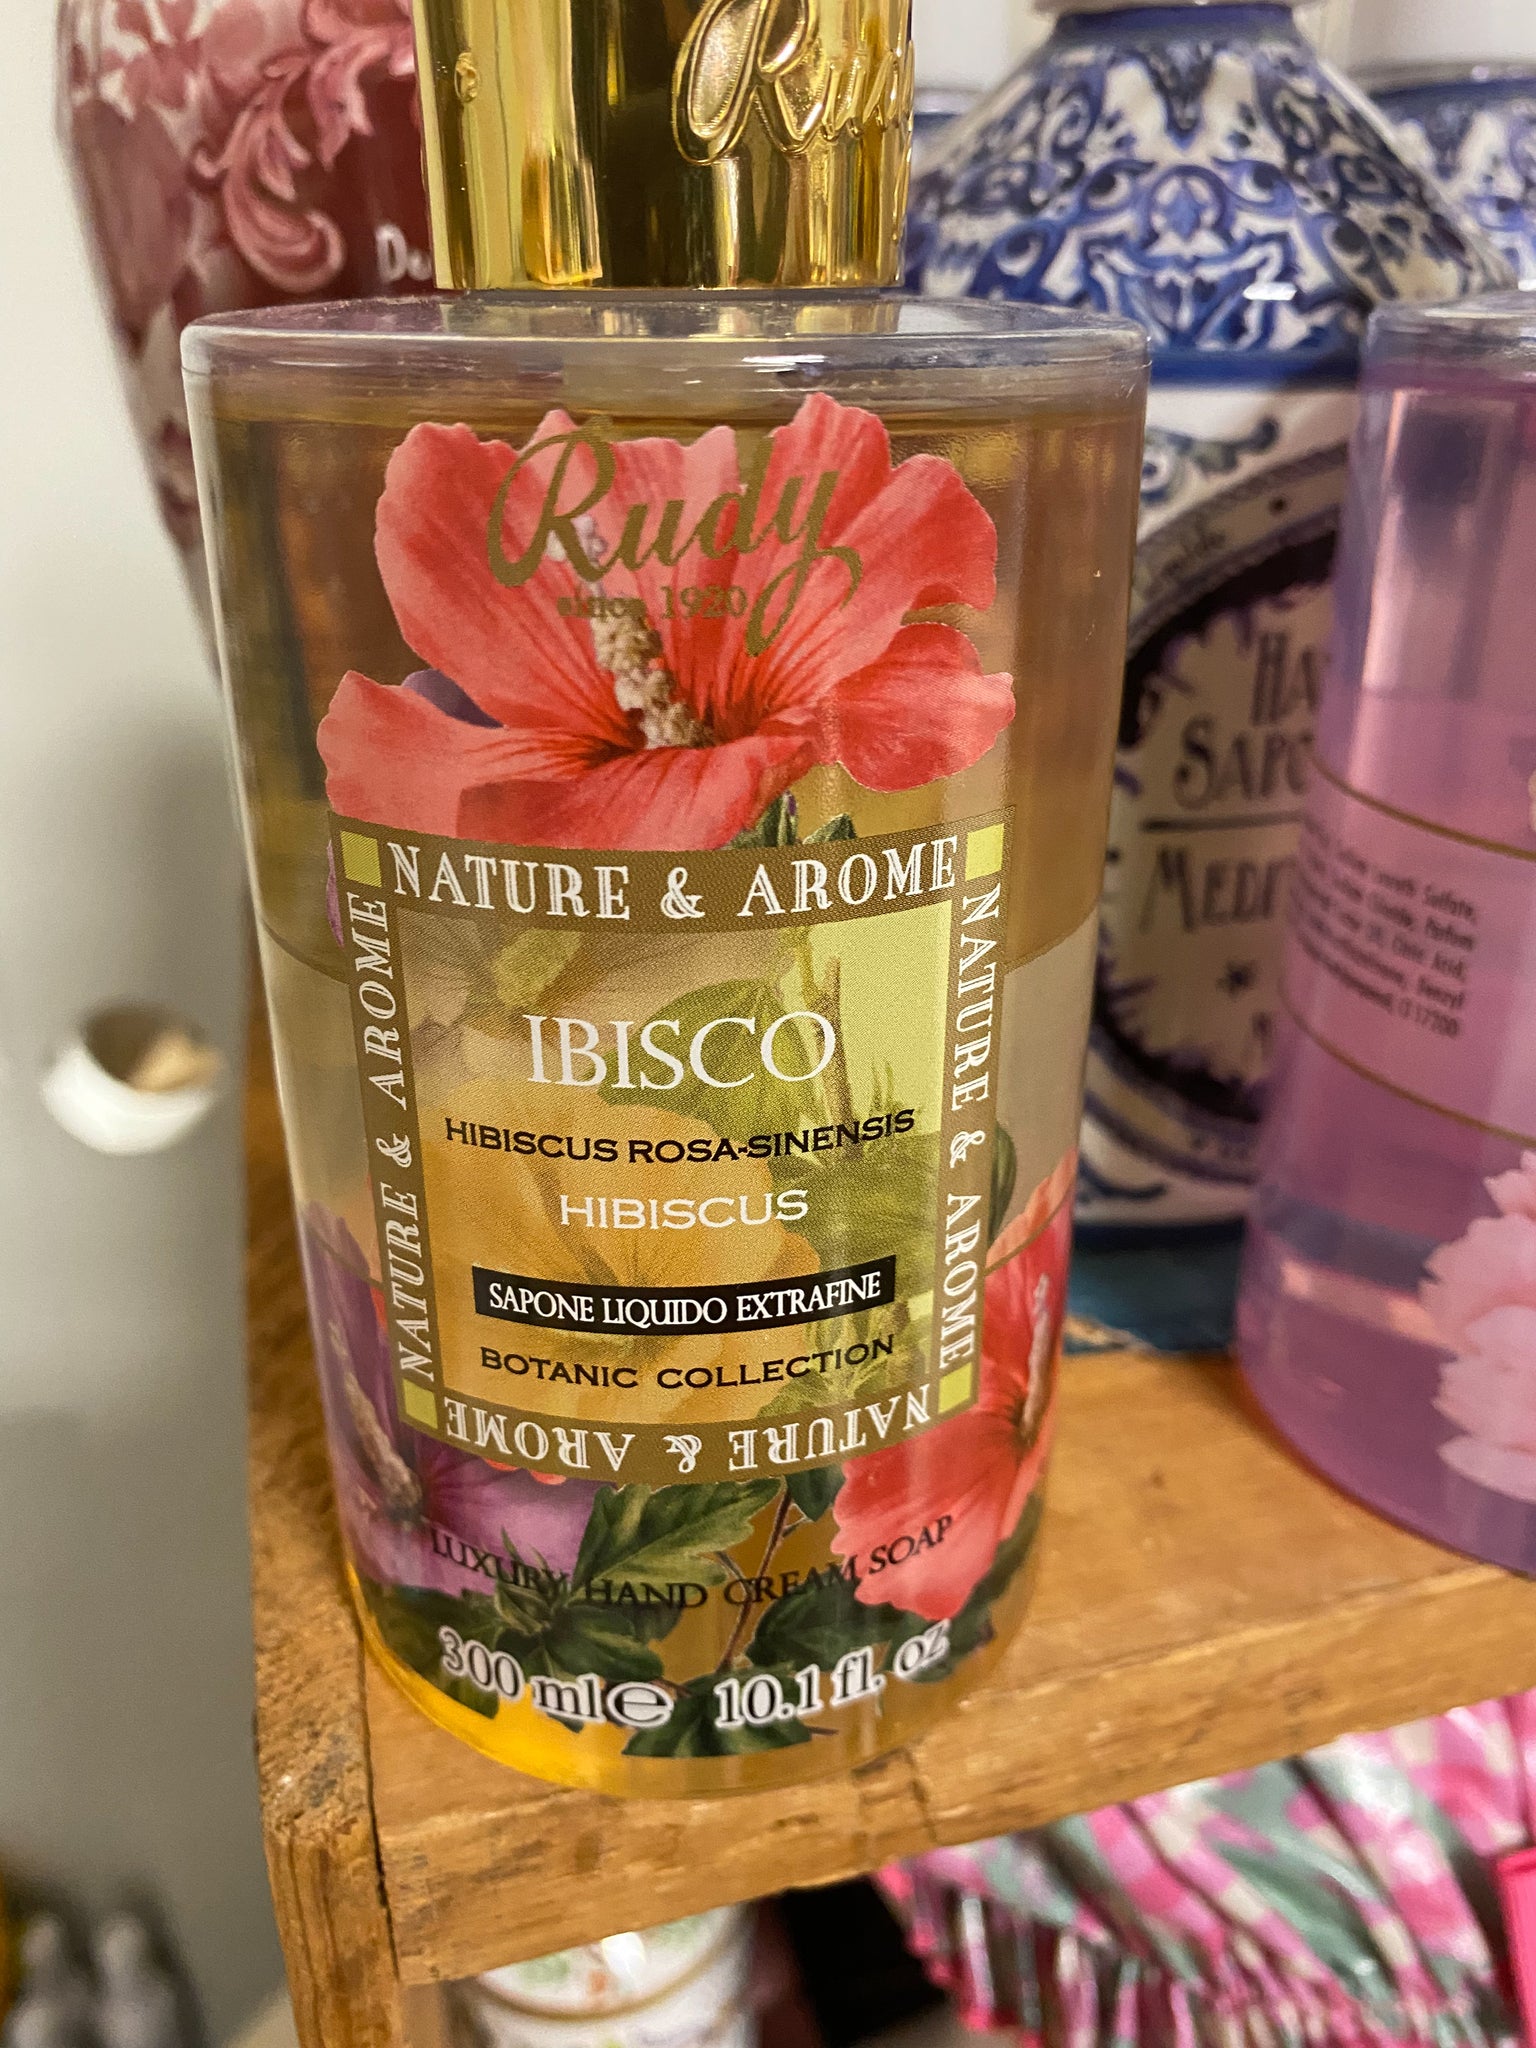 Rudy
Rudy
since 1920
NATURE & AROME
NATURE & AROME
NATURE & AROME
NATURE & AROME
IBISCO
HIBISCUS ROSA-SINENSIS
HIBISCUS
SAPONE LIQUIDO EXTRAFINE
BOTANIC COLLECTION
LUXURY HAND CREAM SOAP
300 ml e 10.1 fl. oz